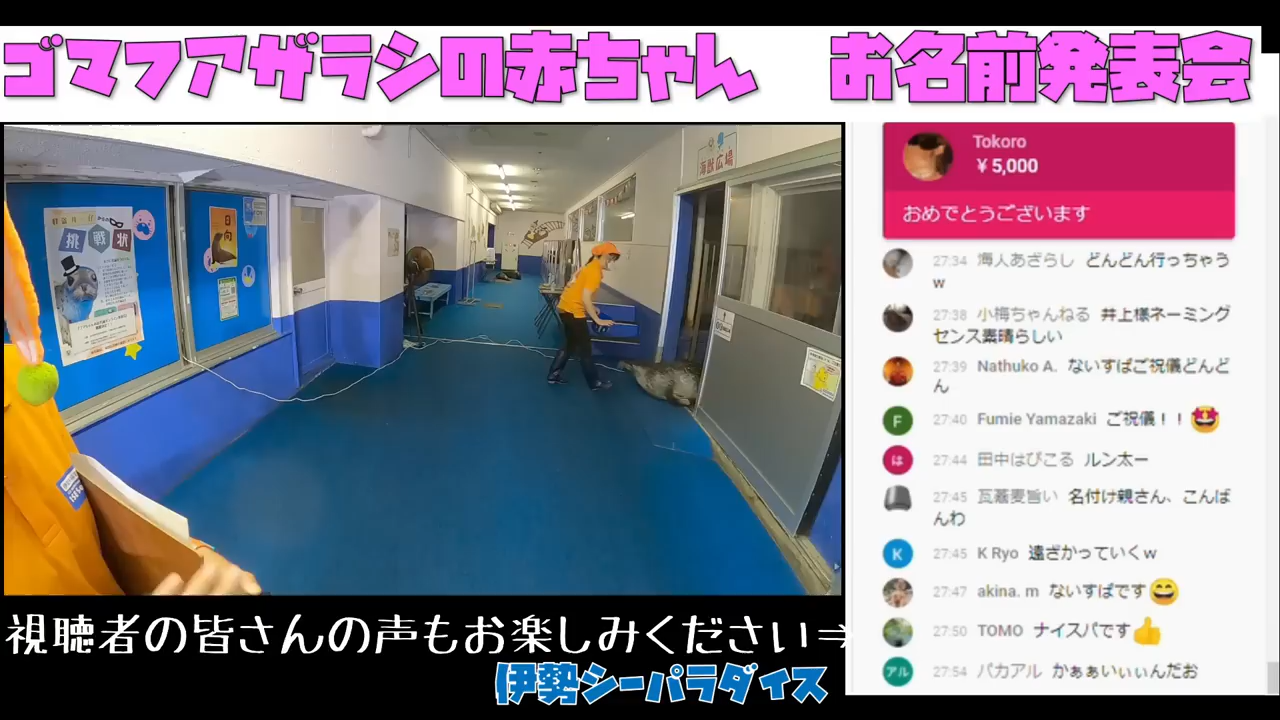 ゴマフアザラシの赤ちゃん お名前発表会
海獣広場
挑戦状
日向
Tokoro
￥5,000
おめでとうございます
27:34 海人あざらし どんどん行っちゃう
w
27:38 小梅ちゃんねる 井上様ネーミング
センス素晴らしい
27:39 Nathuko A. ないすぱご祝儀どんど
ん
F 27:40 Fumie Yamazaki ご祝儀！！🤩
は 27:44 田中はびこる ルン太一
27:45 瓦蕎麦旨い 名付け親さん、こんば
んわ
K 27:45 K Ryo 遠ざかっていくw
27:47 akina. m ないすぱです😄
27:50 TOMO ナイスパです👍
アル 27:54 バカアル かぁぁいぃぃんだお
視聴者の皆さんの声もお楽しみください⇒
伊勢シーパラダイス